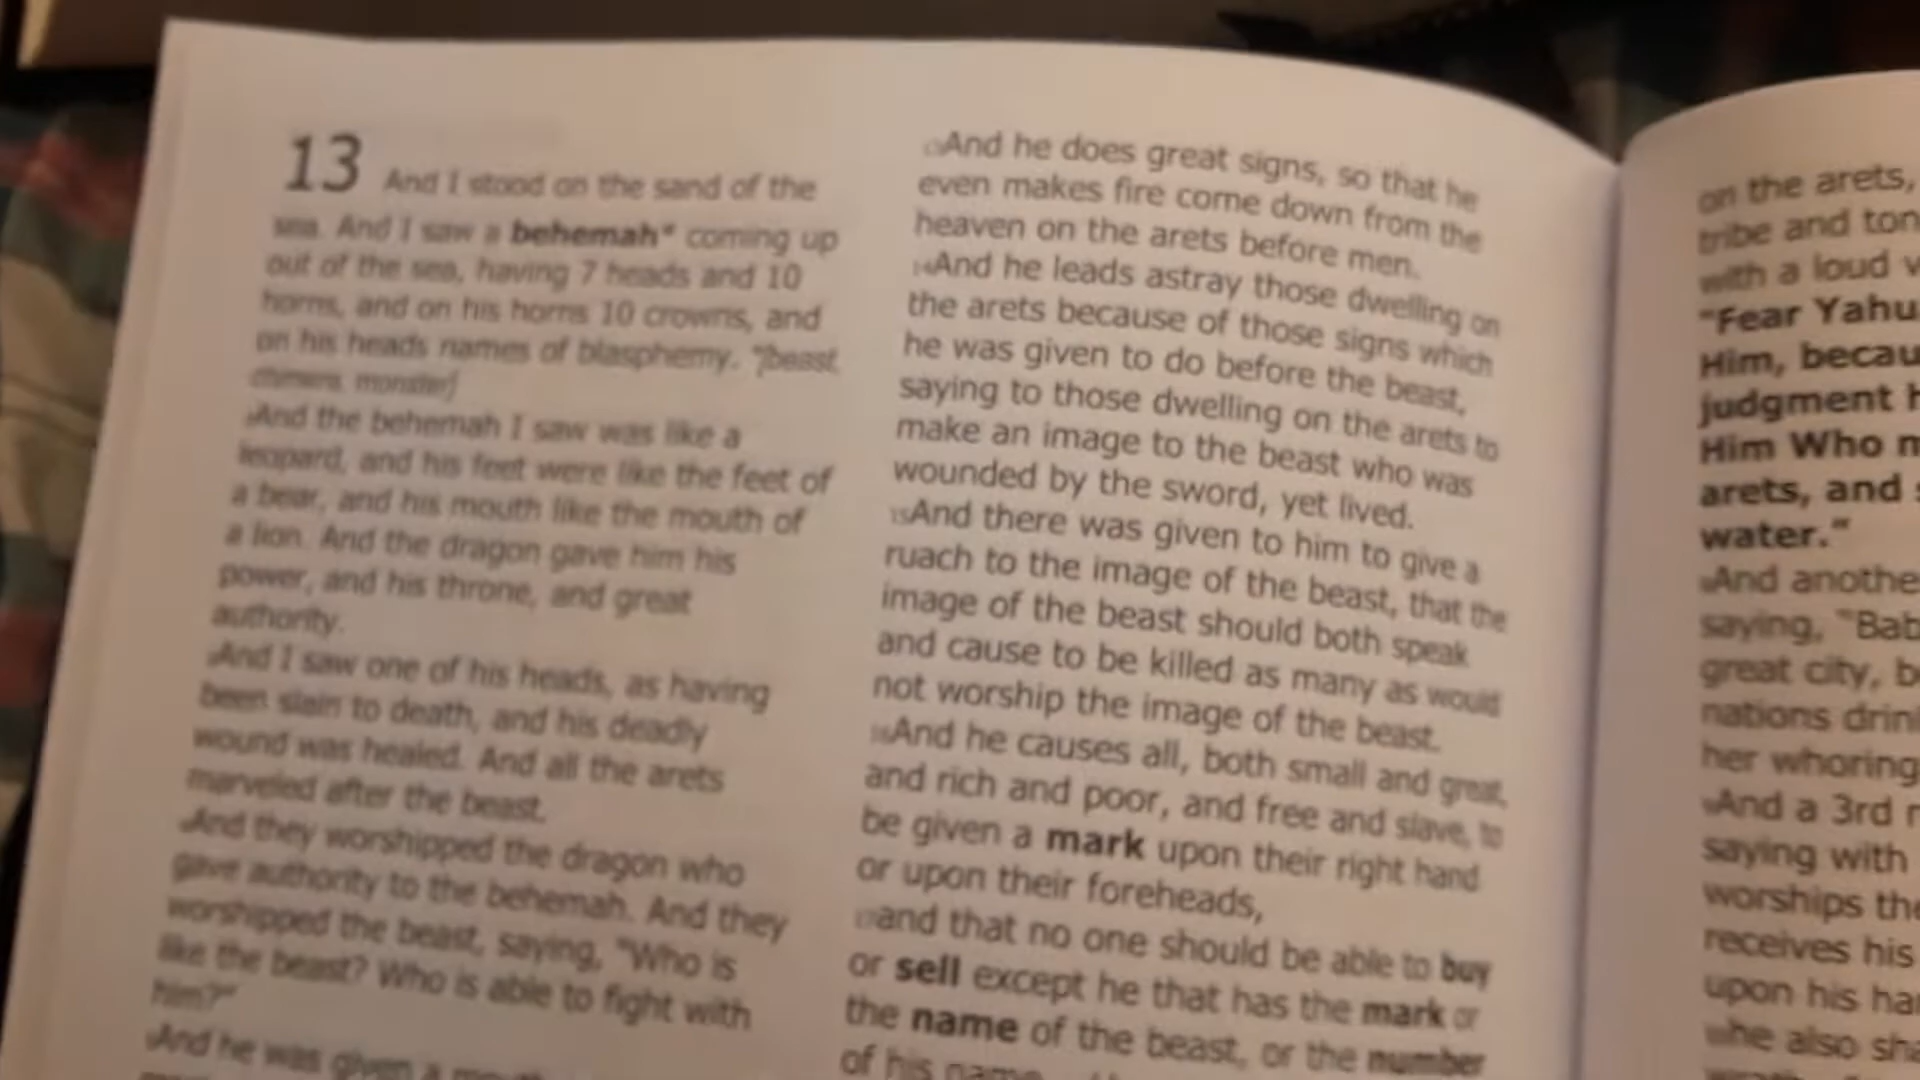 13 And I stood on the sand of the
sea. And I saw a behemah* coming up
out of the sea, having 7 heads and 10
horns, and on his horns 10 crowns, and
on his heads names of blasphemy. *[beast,
chimera, monster]
And the behemah I saw was like a
leopard, and his feet were like the feet of
a bear, and his mouth like the mouth of
a lion. And the dragon gave him his
power, and his throne, and great
authority.
And I saw one of his heads, as having
been slain to death, and his deadly
wound was healed. And all the arets
marveled after the beast.
And they worshipped the dragon who
gave authority to the behemah. And they
worshipped the beast, saying, "Who is
like the beast? Who is able to fight with
him?"
And he was given a mouth
13And he does great signs, so that he
even makes fire come down from the
heaven on the arets before men.
14And he leads astray those dwelling on
the arets because of those signs which
he was given to do before the beast,
saying to those dwelling on the arets to
make an image to the beast who was
wounded by the sword, yet lived.
15And there was given to him to give a
ruach to the image of the beast, that the
image of the beast should both speak
and cause to be killed as many as would
not worship the image of the beast.
16And he causes all, both small and great,
and rich and poor, and free and slave, to
be given a mark upon their right hand
or upon their foreheads,
17and that no one should be able to buy
or sell except he that has the mark or
the name of the beast, or the number
of his name.
on the arets,
tribe and ton
with a loud v
"Fear Yahu
Him, becau
judgment h
Him Who m
arets, and s
water."
And anothe
saying, "Bab
great city, b
nations drin
her whoring
And a 3rd m
saying with
worships the
receives his
upon his ha
he also sha